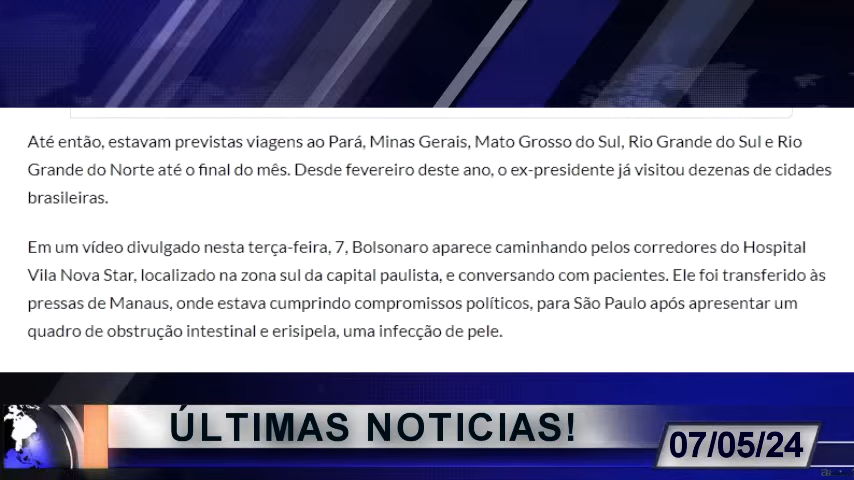 Até então, estavam previstas viagens ao Pará, Minas Gerais, Mato Grosso do Sul, Rio Grande do Sul e Rio
Grande do Norte até o final do mês. Desde fevereiro deste ano, o ex-presidente já visitou dezenas de cidades
brasileiras.
Em um vídeo divulgado nesta terça-feira, 7, Bolsonaro aparece caminhando pelos corredores do Hospital
Vila Nova Star, localizado na zona sul da capital paulista, e conversando com pacientes. Ele foi transferido às
pressas de Manaus, onde estava cumprindo compromissos políticos, para São Paulo após apresentar um
quadro de obstrução intestinal e erisipela, uma infecção de pele.
ÚLTIMAS NOTICIAS!
07/05/24